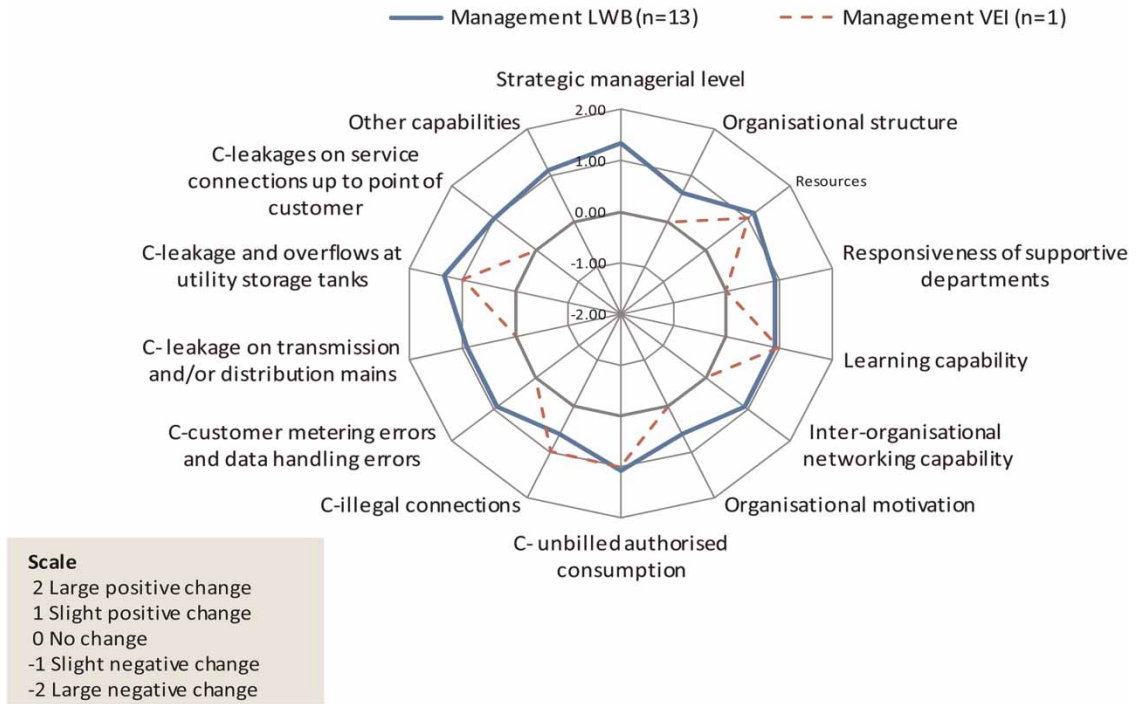 Management LWB (n=13)
Management VEI (n=1)
Strategic managerial level
2.00
1.00
0.00
-1.00
-2.00
Organisational structure
Resources
Responsiveness of supportive
departments
Learning capability
Inter-organisational
networking capability
Organisational motivation
C- unbilled authorised
consumption
C-illegal connections
C-customer metering errors
and data handling errors
C- leakage on transmission
and/or distribution mains
C-leakage and overflows at
utility storage tanks
C-leakages on service
connections up to point of
customer
Other capabilities
Scale
2 Large positive change
1 Slight positive change
0 No change
-1 Slight negative change
-2 Large negative change